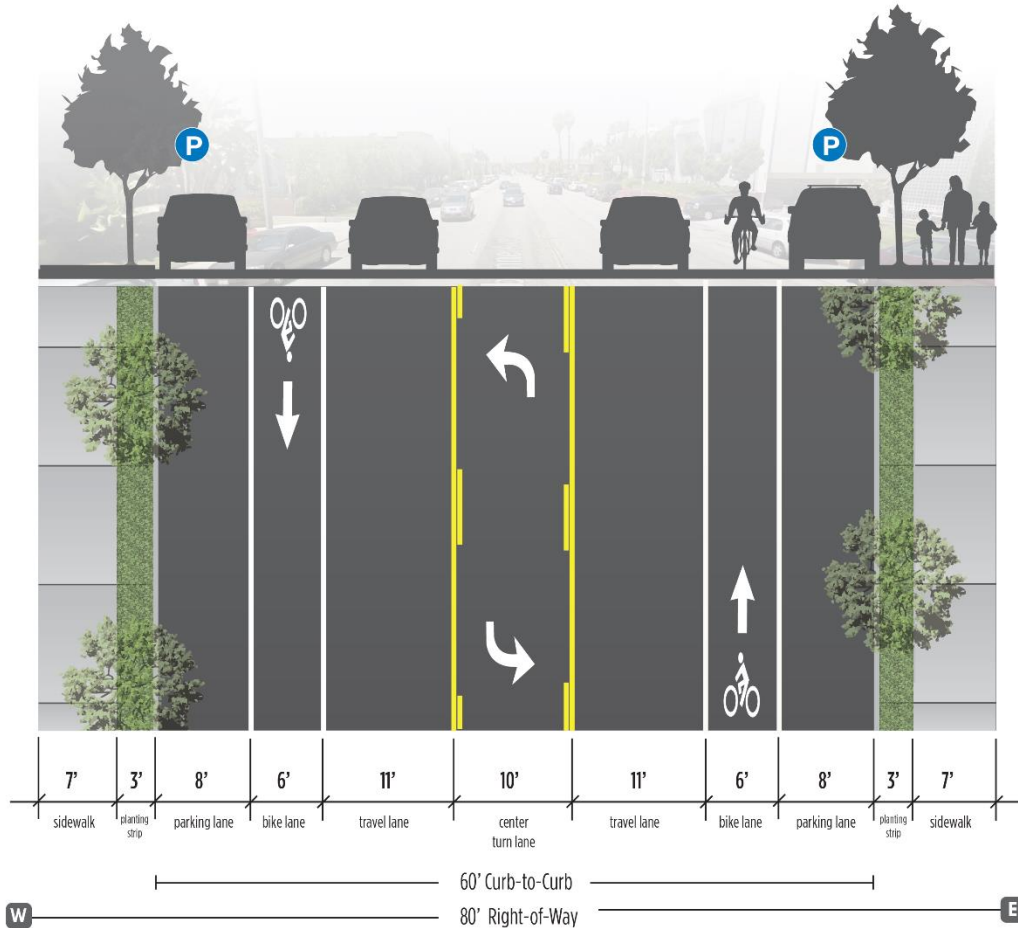 P P
7’ 3’ 8’ 6’ 11’ 10’ 11’ 6’ 8’ 3’ 7’
sidewalk planting strip parking lane bike lane travel lane center turn lane travel lane bike lane parking lane planting strip sidewalk
60’ Curb-to-Curb
W 80’ Right-of-Way E